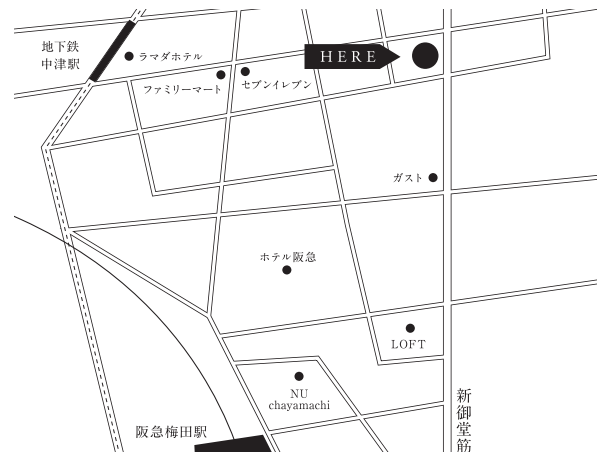 地下鉄
中津駅
ラマダホテル
HERE
ファミリーマート
セブンイレブン
ガスト
ホテル阪急
LOFT
NU
chayamachi
新御堂筋
阪急梅田駅